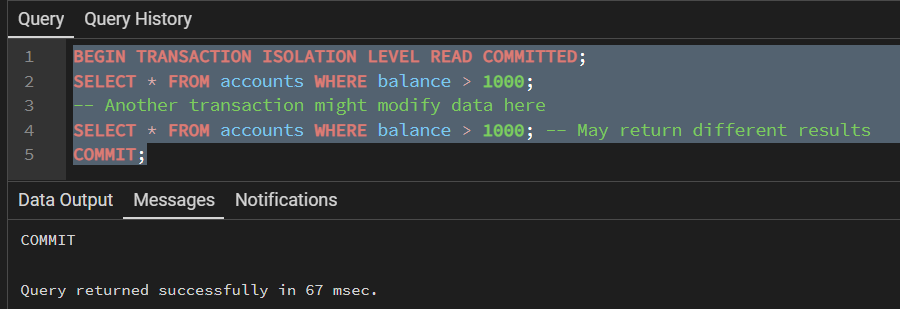 Query Query History
1 BEGIN TRANSACTION ISOLATION LEVEL READ COMMITTED;
2 SELECT * FROM accounts WHERE balance > 1000;
3 -- Another transaction might modify data here
4 SELECT * FROM accounts WHERE balance > 1000; -- May return different results
5 COMMIT;
Data Output Messages Notifications
COMMIT
Query returned successfully in 67 msec.